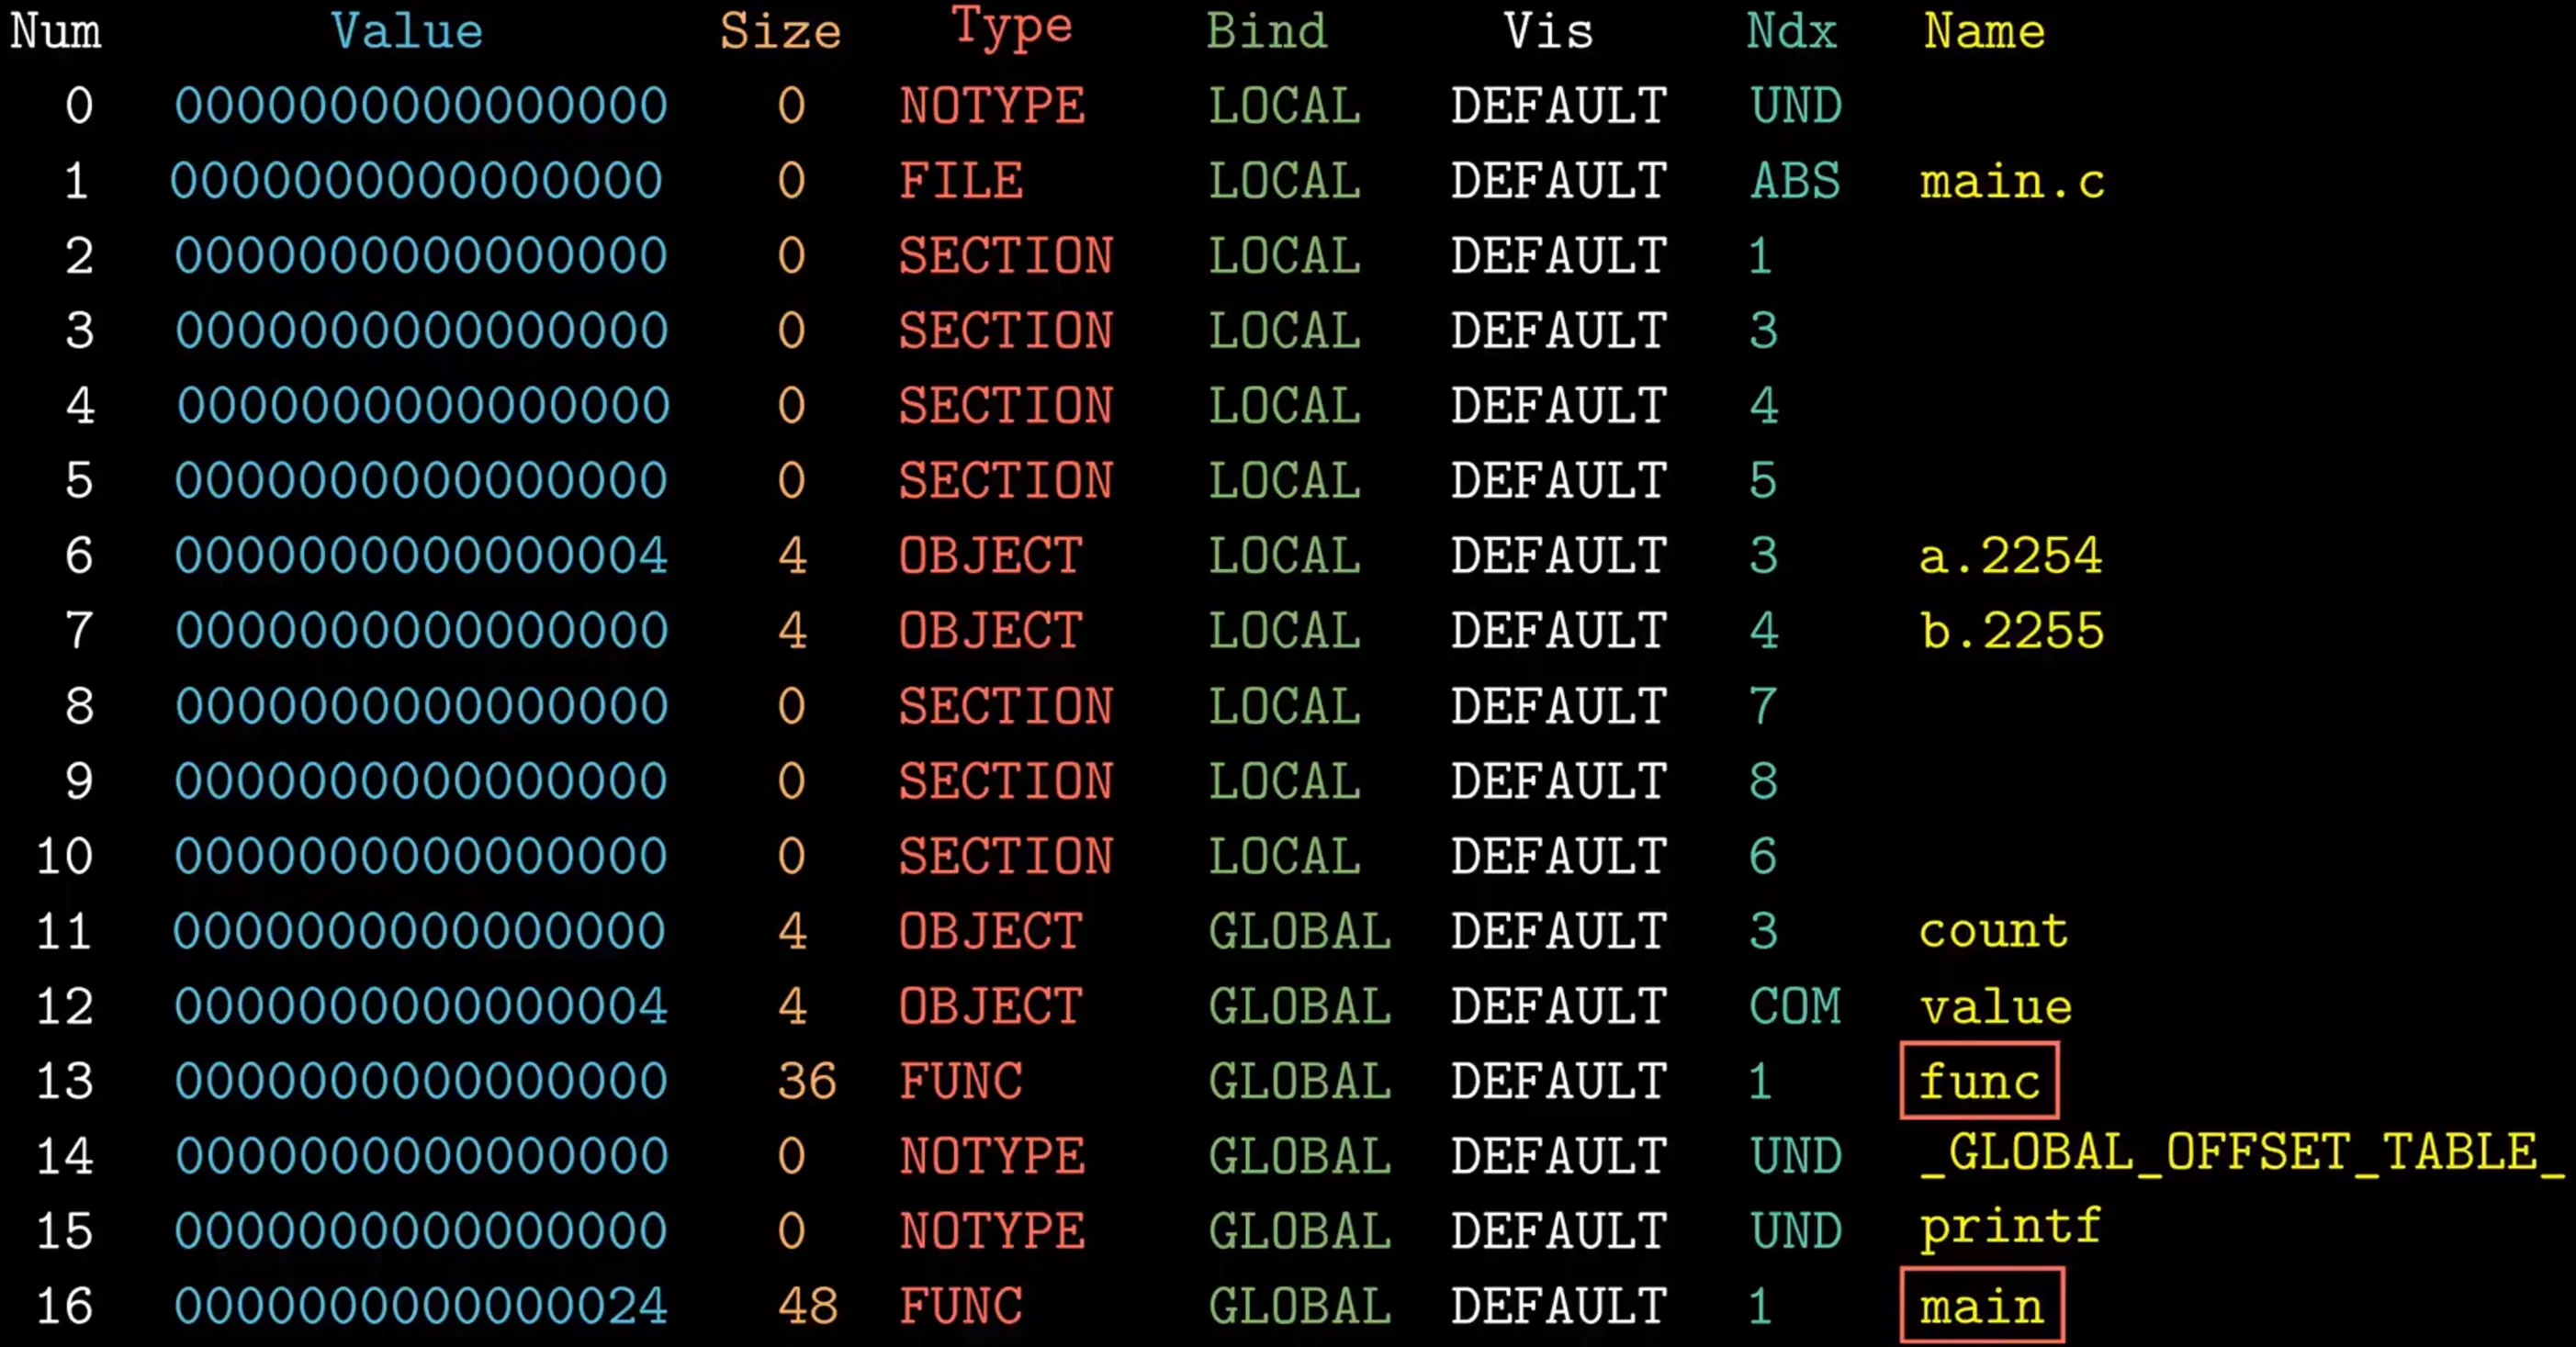 Num Value Size Type Bind Vis Ndx Name
0 0000000000000000 0 NOTYPE LOCAL DEFAULT UND
1 0000000000000000 0 FILE LOCAL DEFAULT ABS main.c
2 0000000000000000 0 SECTION LOCAL DEFAULT 1
3 0000000000000000 0 SECTION LOCAL DEFAULT 3
4 0000000000000000 0 SECTION LOCAL DEFAULT 4
5 0000000000000000 0 SECTION LOCAL DEFAULT 5
6 0000000000000004 4 OBJECT LOCAL DEFAULT 3 a.2254
7 0000000000000000 4 OBJECT LOCAL DEFAULT 4 b.2255
8 0000000000000000 0 SECTION LOCAL DEFAULT 7
9 0000000000000000 0 SECTION LOCAL DEFAULT 8
10 0000000000000000 0 SECTION LOCAL DEFAULT 6
11 0000000000000000 4 OBJECT GLOBAL DEFAULT 3 count
12 0000000000000004 4 OBJECT GLOBAL DEFAULT COM value
13 0000000000000000 36 FUNC GLOBAL DEFAULT 1 func
14 0000000000000000 0 NOTYPE GLOBAL DEFAULT UND _GLOBAL_OFFSET_TABLE_
15 0000000000000000 0 NOTYPE GLOBAL DEFAULT UND printf
16 0000000000000024 48 FUNC GLOBAL DEFAULT 1 main